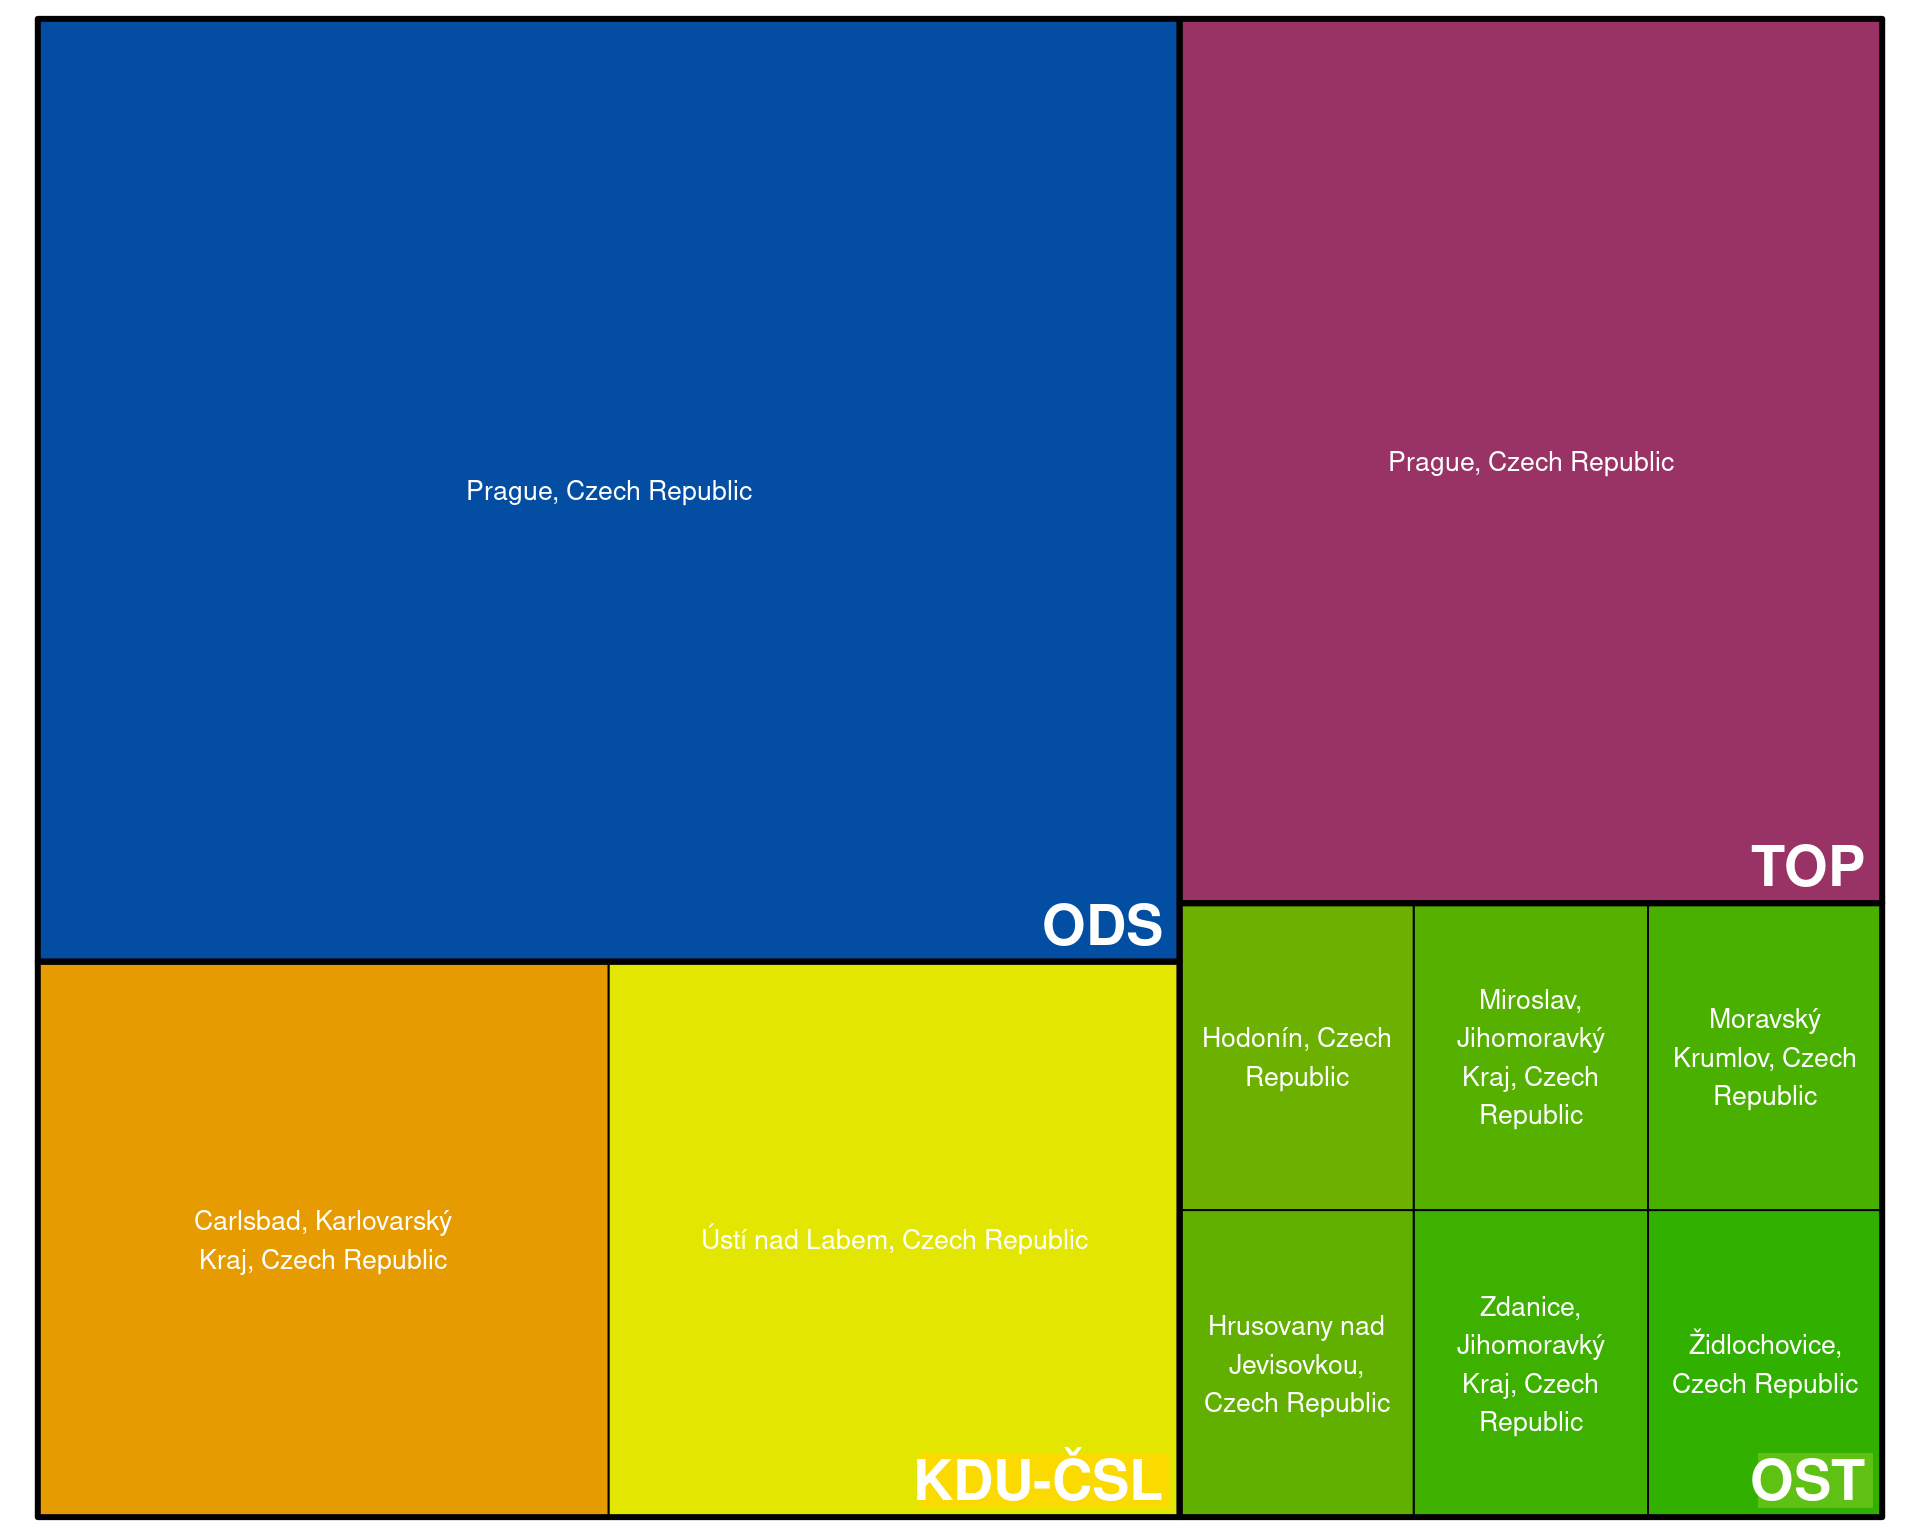 Prague, Czech Republic
ODS
Prague, Czech Republic
TOP
Carlsbad, Karlovarský
Kraj, Czech Republic
Ústí nad Labem, Czech Republic
KDU-ČSL
Hodonín, Czech
Republic
Miroslav,
Jihomoravký
Kraj, Czech
Republic
Moravský
Krumlov, Czech
Republic
Hrusovany nad
Jevisovkou,
Czech Republic
Zdanice,
Jihomoravký
Kraj, Czech
Republic
Židlochovice,
Czech Republic
OST